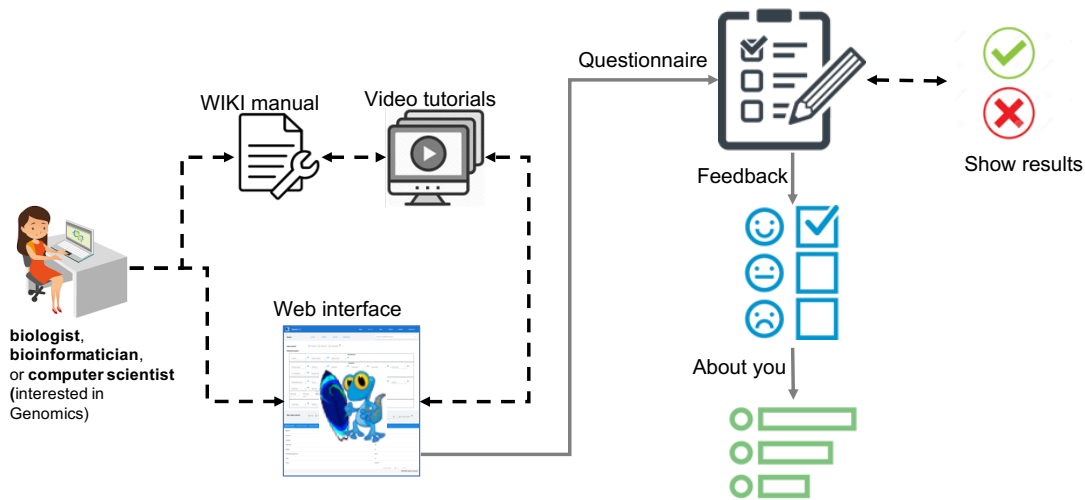 Questionnaire
WIKI manual
Video tutorials
Show results
Feedback
Web interface
biologist,
bioinformatician,
or computer scientist
(interested in
Genomics)
About you